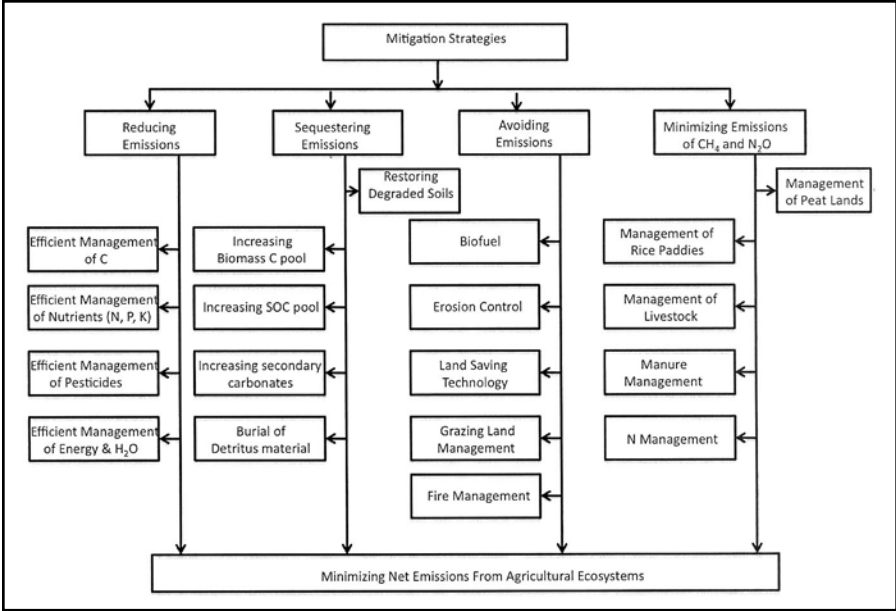 Mitigation Strategies
Reducing
Emissions
Sequestering
Emissions
Avoiding
Emissions
Minimizing Emissions
of CH₄ and N₂O
Restoring
Degraded Soils
Management
of Peat Lands
Efficient Management
of C
Increasing
Biomass C pool
Biofuel
Management of
Rice Paddies
Efficient Management
of Nutrients (N, P, K)
Increasing SOC pool
Erosion Control
Management of
Livestock
Efficient Management
of Pesticides
Increasing secondary
carbonates
Land Saving
Technology
Manure
Management
Efficient Management
of Energy & H₂O
Burial of
Detritus material
Grazing Land
Management
N Management
Fire Management
Minimizing Net Emissions From Agricultural Ecosystems